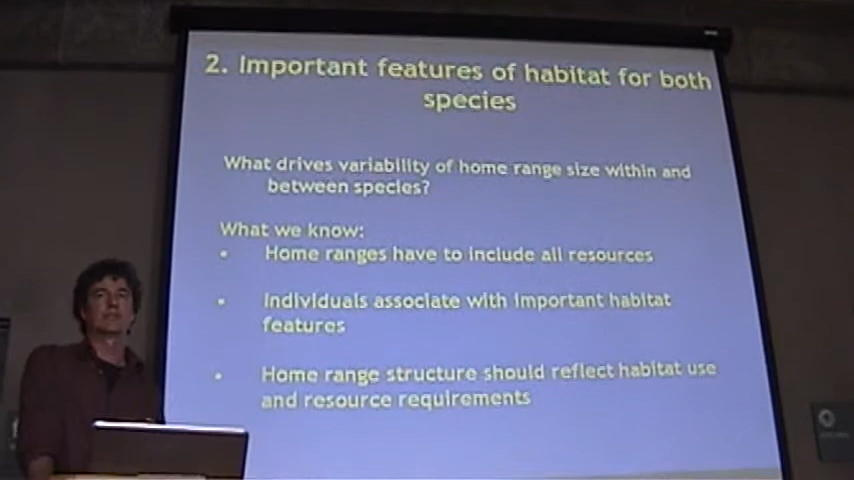 2. Important features of habitat for both
species
What drives variability of home range size within and
between species?
What we know:
• Home ranges have to include all resources
• Individuals associate with important habitat
features
• Home range structure should reflect habitat use
and resource requirements